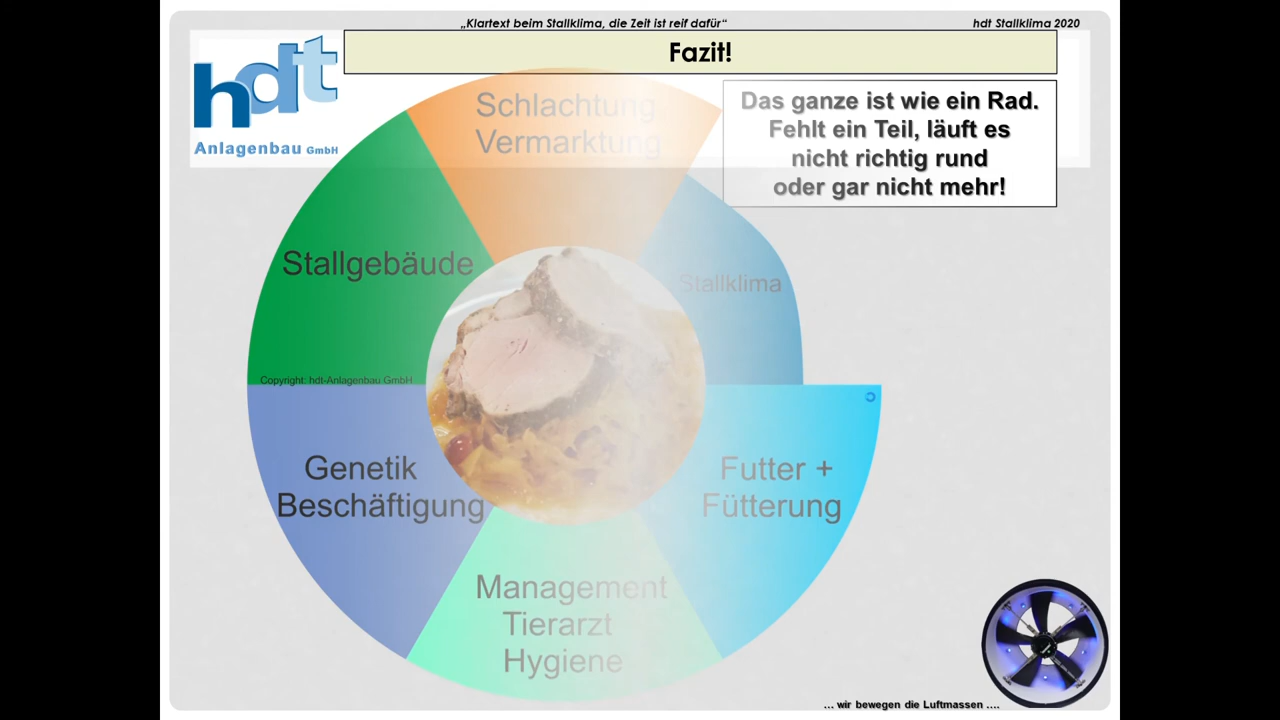 „Klartext beim Stallklima, die Zeit ist reif dafür“
hdt Stallklima 2020
hdt
Anlagenbau GmbH
Fazit!
Das ganze ist wie ein Rad.
Fehlt ein Teil, läuft es
nicht richtig rund
oder gar nicht mehr!
Schlachtung
Vermarktung
Stallgebäude
Stallklima
Copyright: hdt-Anlagenbau GmbH
Genetik
Beschäftigung
Futter +
Fütterung
Management
Tierarzt
Hygiene
... wir bewegen die Luftmassen ....